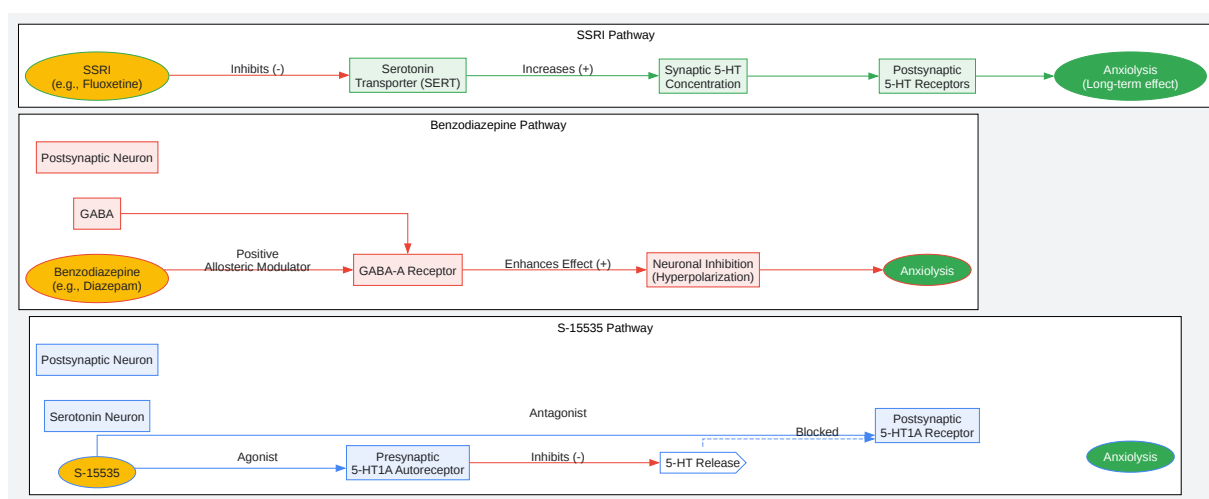 SSRI Pathway
SSRI
(e.g., Fluoxetine)
Inhibits (-)
Serotonin
Transporter (SERT)
Increases (+)
Synaptic 5-HT
Concentration
Postsynaptic
5-HT Receptors
Anxiolysis
(Long-term effect)
Benzodiazepine Pathway
Postsynaptic Neuron
GABA
Benzodiazepine
(e.g., Diazepam)
Positive
Allosteric Modulator
GABA-A Receptor
Enhances Effect (+)
Neuronal Inhibition
(Hyperpolarization)
Anxiolysis
S-15535 Pathway
Postsynaptic Neuron
Serotonin Neuron
Antagonist
Postsynaptic
5-HT1A Receptor
Blocked
S-15535
Agonist
Presynaptic
5-HT1A Autoreceptor
Inhibits (-)
5-HT Release
Anxiolysis